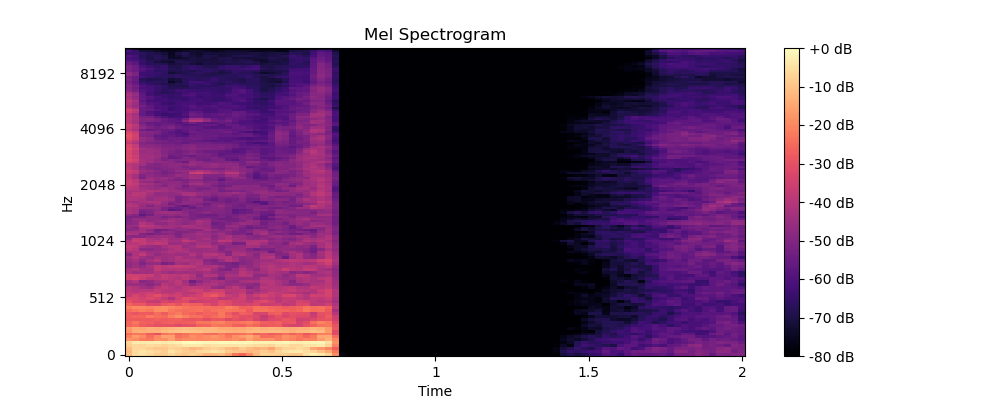 Mel Spectrogram
8192
4096
2048
1024
512
0
Hz
0
0.5
1
1.5
2
Time
+0 dB
-10 dB
-20 dB
-30 dB
-40 dB
-50 dB
-60 dB
-70 dB
-80 dB